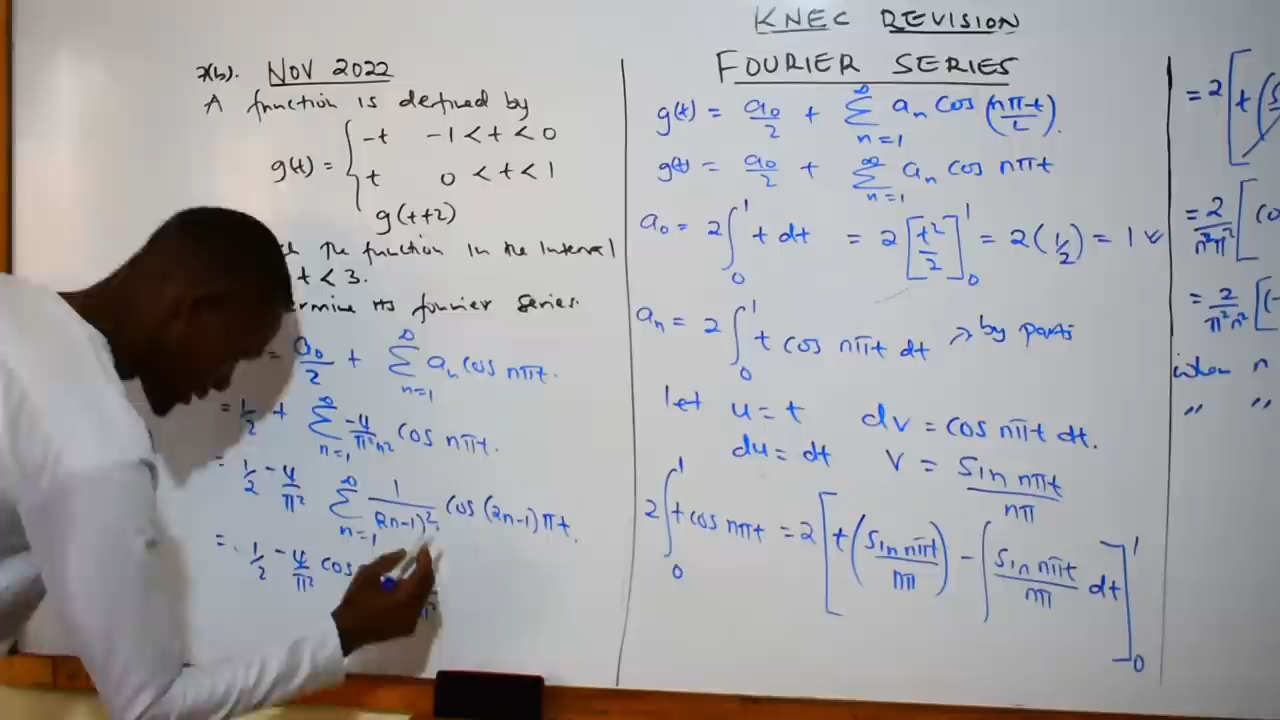 KNEC REVISION
FOURIER SERIES
7(b). NOV 2022
A function is defined by
g(t) = { -t -1 < t < 0
t 0 < t < 1
g(t+2)
the function in the interval
t < 3.
its fourier series.
= a₀/2 + Σ_{n=1}^{∞} aₙ cos nπt.
= 1/2 + Σ_{n=1}^{∞} -4/π²n² cos nπt.
= 1/2 - 4/π² Σ_{n=1}^{∞} 1/(2n-1)² cos (2n-1)πt.
= 1/2 - 4/π² cos
g(t) = a₀/2 + Σ_{n=1}^{∞} aₙ cos (nπt/L).
g(t) = a₀/2 + Σ_{n=1}^{∞} aₙ cos nπt
a₀ = 2∫₀¹ t dt = 2[t²/2]₀¹ = 2(1/2) = 1
aₙ = 2∫₀¹ t cos nπt dt → by parts
let u = t dv = cos nπt dt.
du = dt v = sin nπt/nπ
2∫₀¹ t cos nπt = 2[t(sin nπt/nπ) - ∫ sin nπt/nπ dt]₀¹
= 2[t(
= 2/n²π² [
= 2/π²n² [(-
when n
" "